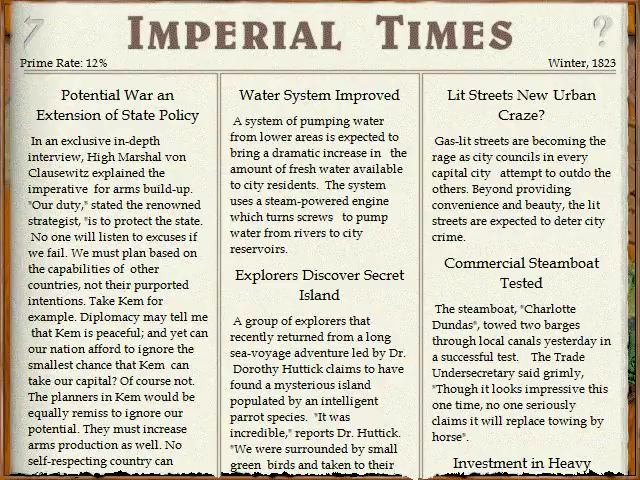 Imperial Times
Prime Rate: 12%
Winter, 1823
Potential War an
Extension of State Policy
In an exclusive in-depth
interview, High Marshal von
Clausewitz explained the
imperative for arms build-up.
"Our duty," stated the renowned
strategist, "is to protect the state.
No one will listen to excuses if
we fail. We must plan based on
the capabilities of other
countries, not their purported
intentions. Take Kem for
example. Diplomacy may tell me
that Kem is peaceful; and yet can
our nation afford to ignore the
smallest chance that Kem can
take our capital? Of course not.
The planners in Kem would be
equally remiss to ignore our
potential. They must increase
arms production as well. No
self-respecting country can
Water System Improved
A system of pumping water
from lower areas is expected to
bring a dramatic increase in the
amount of fresh water available
to city residents. The system
uses a steam-powered engine
which turns screws to pump
water from rivers to city
reservoirs.
Explorers Discover Secret
Island
A group of explorers that
recently returned from a long
sea-voyage adventure led by Dr.
Dorothy Huttick claims to have
found a mysterious island
populated by an intelligent
parrot species. "It was
incredible," reports Dr. Huttick.
"We were surrounded by small
green birds and taken to their
Lit Streets New Urban
Craze?
Gas-lit streets are becoming the
rage as city councils in every
capital city attempt to outdo the
others. Beyond providing
convenience and beauty, the lit
streets are expected to deter city
crime.
Commercial Steamboat
Tested
The steamboat, "Charlotte
Dundas", towed two barges
through local canals yesterday in
a successful test. The Trade
Undersecretary said grimly,
"Though it looks impressive this
one time, no one seriously
claims it will replace towing by
horse".
Investment in Heavy